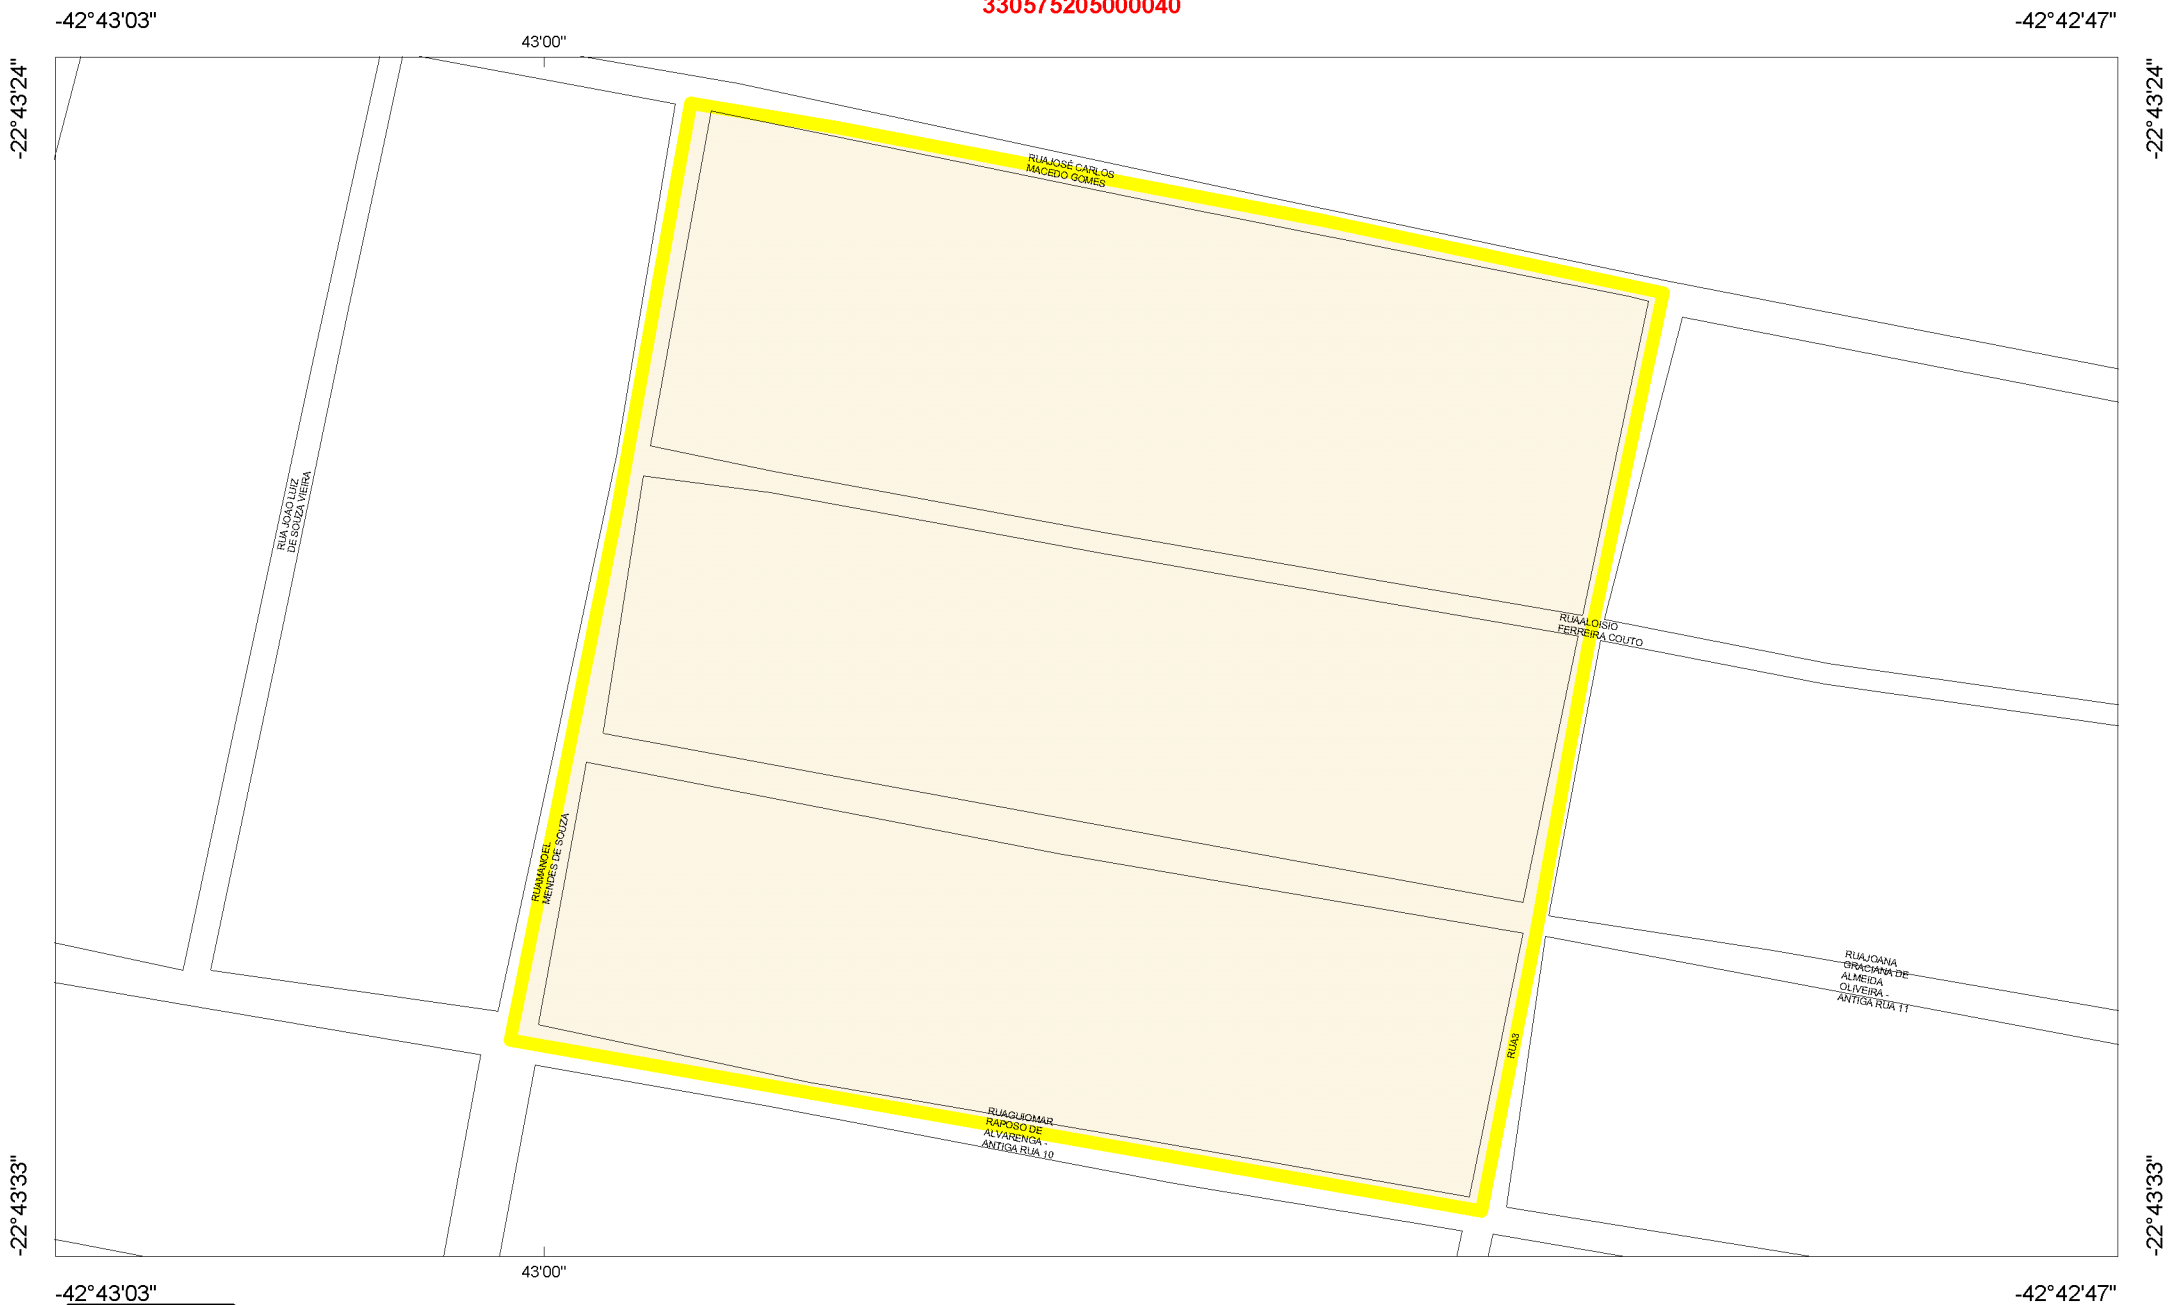 330575205000040
-42°43'03"
-42°42'47"
43'00"
-22°43'24"
-22°43'24"
RUAJOSÉ CARLOS
MACEDO GOMES
RUA JOAO LUIZ
DE SOUZA VIEIRA
RUAALOISIO
FERREIRA COUTO
RUAMANOEL
MENDES DE SOUZA
RUAJOANA
GRACIANA DE
ALMEIDA
OLIVEIRA -
ANTIGA RUA 11
RUA3
RUAGUIOMAR
RAPOSO DE
ALVARENGA -
ANTIGA RUA 10
-22°43'33"
-22°43'33"
43'00"
-42°43'03"
-42°42'47"